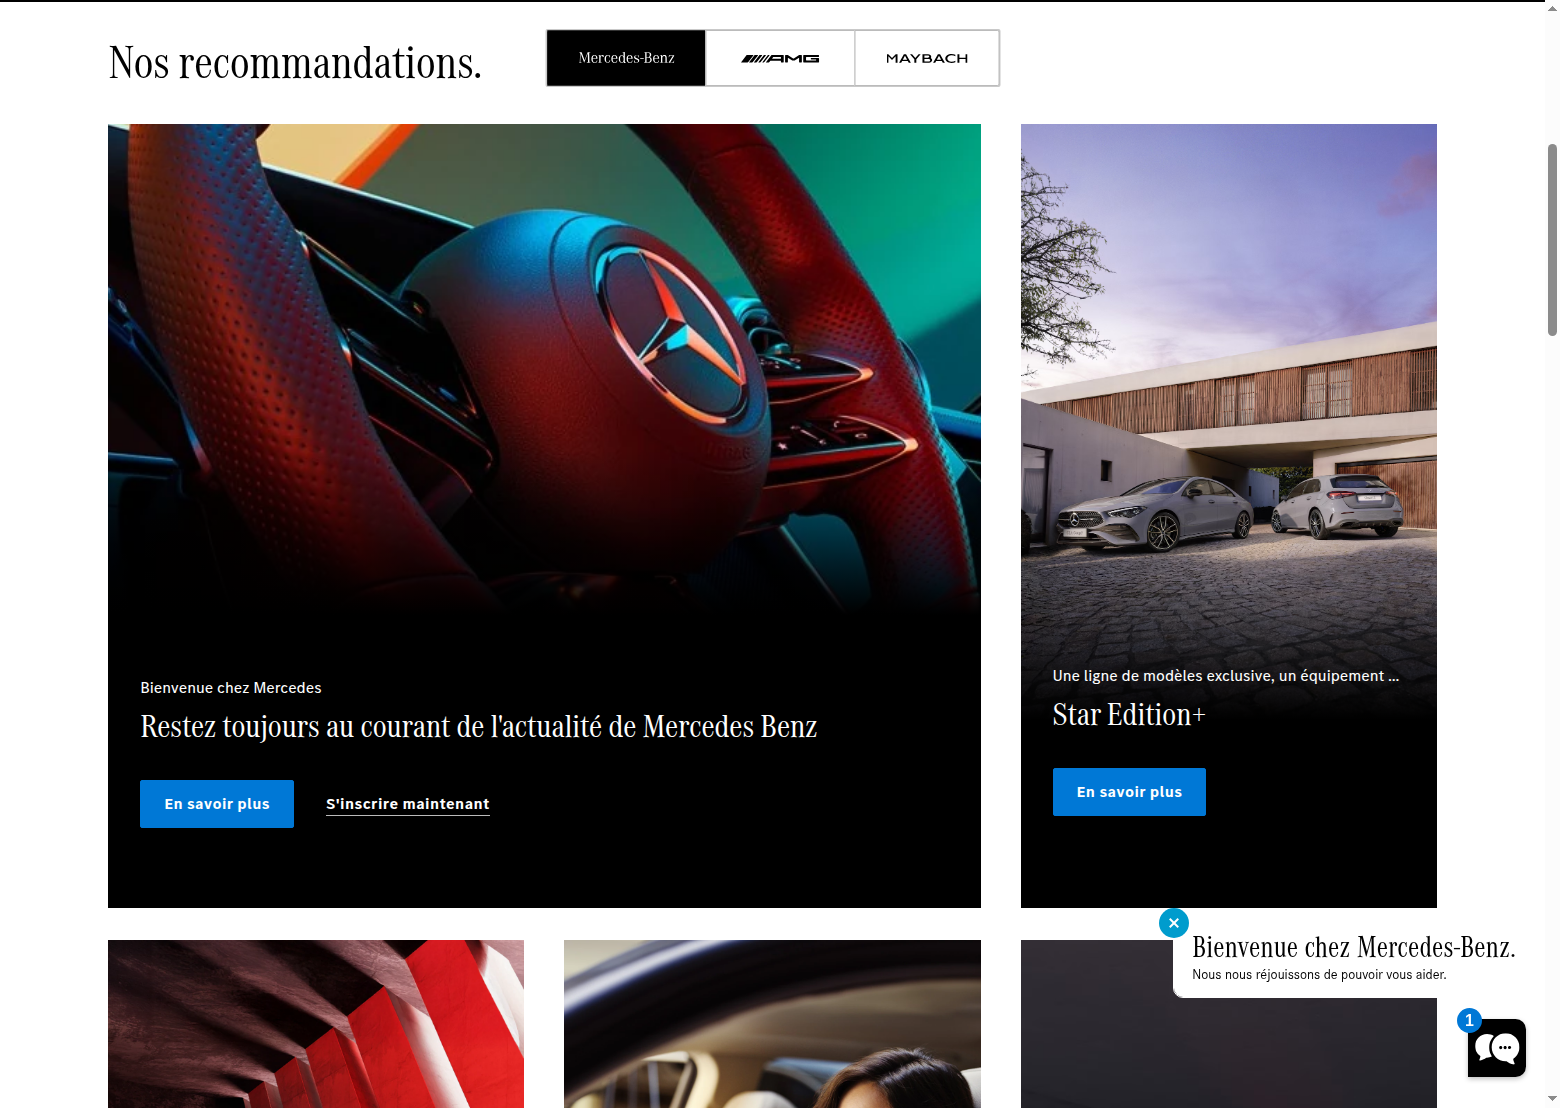 Nos recommandations.
Mercedes-Benz
AMG
MAYBACH
Bienvenue chez Mercedes
Restez toujours au courant de l'actualité de Mercedes Benz
En savoir plus
S'inscrire maintenant
Une ligne de modèles exclusive, un équipement ...
Star Edition+
En savoir plus
Bienvenue chez Mercedes-Benz.
Nous nous réjouissons de pouvoir vous aider.
1